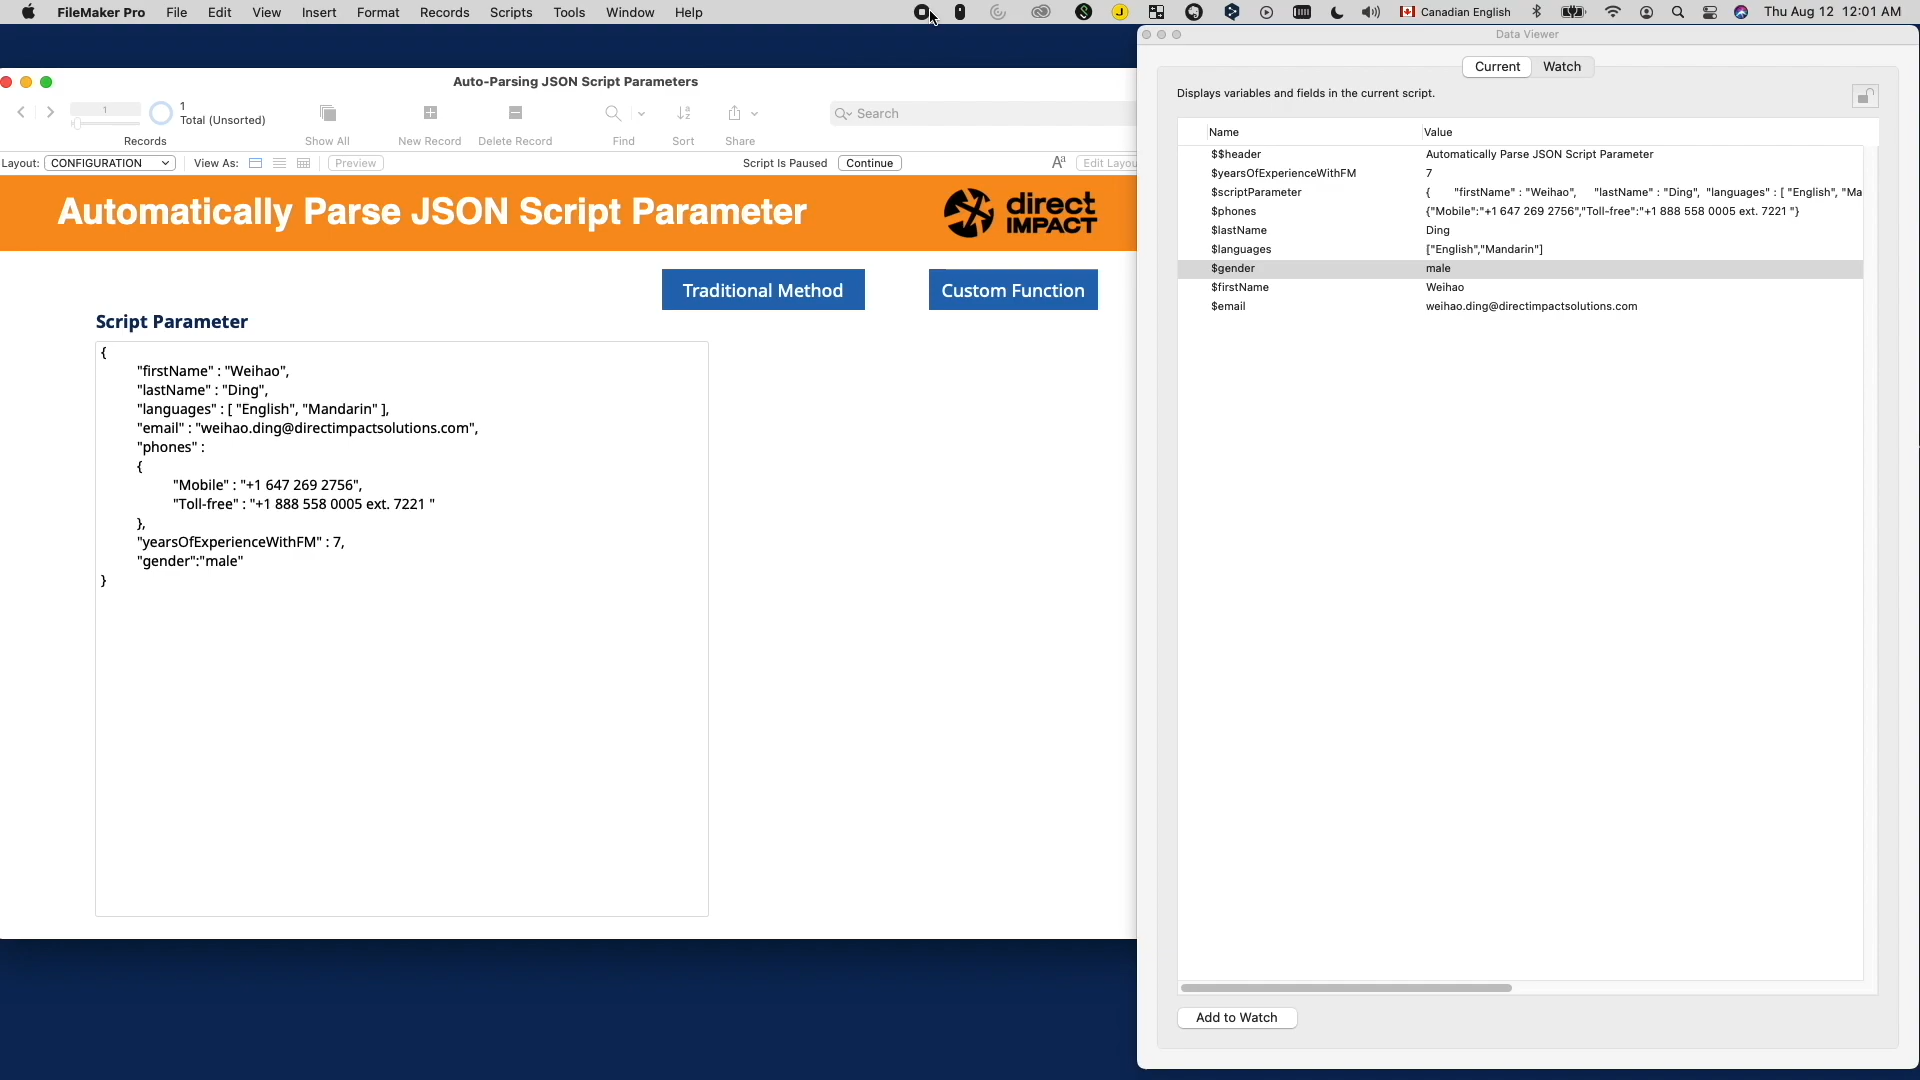 FileMaker Pro File Edit View Insert Format Records Scripts Tools Window Help
J Canadian English Thu Aug 12 12:01 AM
Auto-Parsing JSON Script Parameters
1
1
Total (Unsorted)
Search
Records Show All New Record Delete Record Find Sort Share
Layout: CONFIGURATION View As: Preview Script Is Paused Continue Edit Layou
Automatically Parse JSON Script Parameter
direct
IMPACT
Traditional Method
Custom Function
Script Parameter
{
"firstName" : "Weihao",
"lastName" : "Ding",
"languages" : [ "English", "Mandarin" ],
"email" : "weihao.ding@directimpactsolutions.com",
"phones" :
{
"Mobile" : "+1 647 269 2756",
"Toll-free" : "+1 888 558 0005 ext. 7221 "
},
"yearsOfExperienceWithFM" : 7,
"gender":"male"
}
Data Viewer
Current Watch
Displays variables and fields in the current script.
Name Value
$$header Automatically Parse JSON Script Parameter
$yearsOfExperienceWithFM 7
$scriptParameter { "firstName" : "Weihao", "lastName" : "Ding", "languages" : [ "English", "Ma
$phones {"Mobile":"+1 647 269 2756","Toll-free":"+1 888 558 0005 ext. 7221 "}
$lastName Ding
$languages ["English","Mandarin"]
$gender male
$firstName Weihao
$email weihao.ding@directimpactsolutions.com
Add to Watch